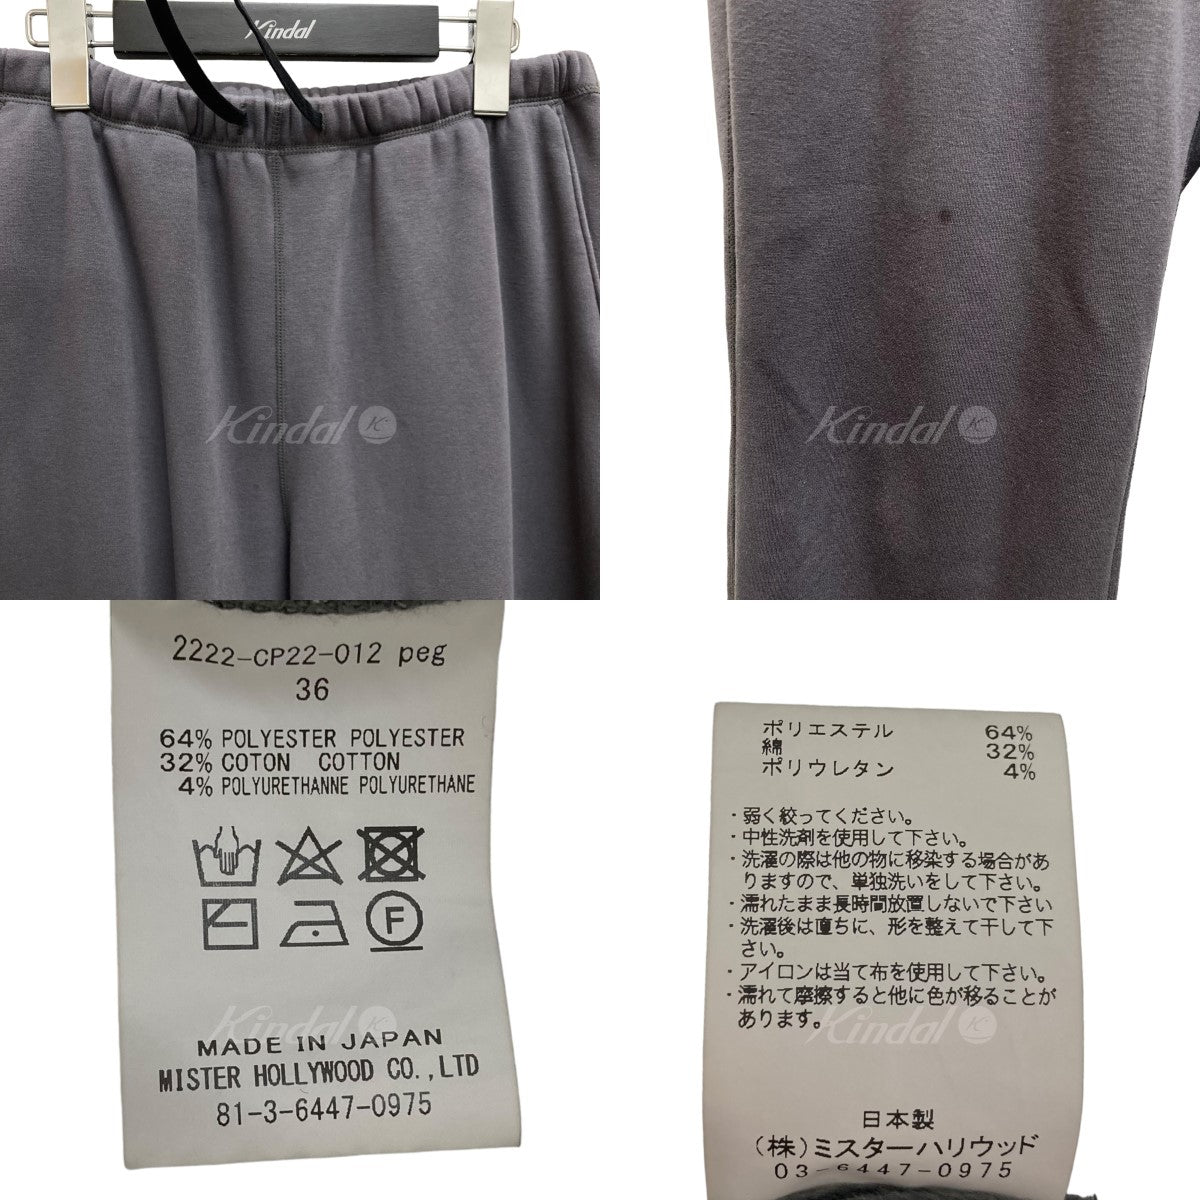 Kindal
Kindal K
Kindal K
2222-CP22-012 peg
36
64% POLYESTER POLYESTER
32% COTON COTTON
4% POLYURETHANNE POLYURETHANE
F
Kindal K
MADE IN JAPAN
MISTER HOLLYWOOD CO.,LTD
81-3-6447-0975
ポリエステル 64%
綿 32%
ポリウレタン 4%
・弱く絞ってください。
・中性洗剤を使用して下さい。
・洗濯の際は他の物に移染する場合があ
りますので、単独洗いをして下さい。
・濡れたまま長時間放置しないで下さい
・洗濯後は直ちに、形を整えて干して下
さい。
・アイロンは当て布を使用して下さい。
・濡れて摩擦すると他に色が移ることが
あります。
Kindal K
日本製
(株)ミスターハリウッド
03-6447-0975